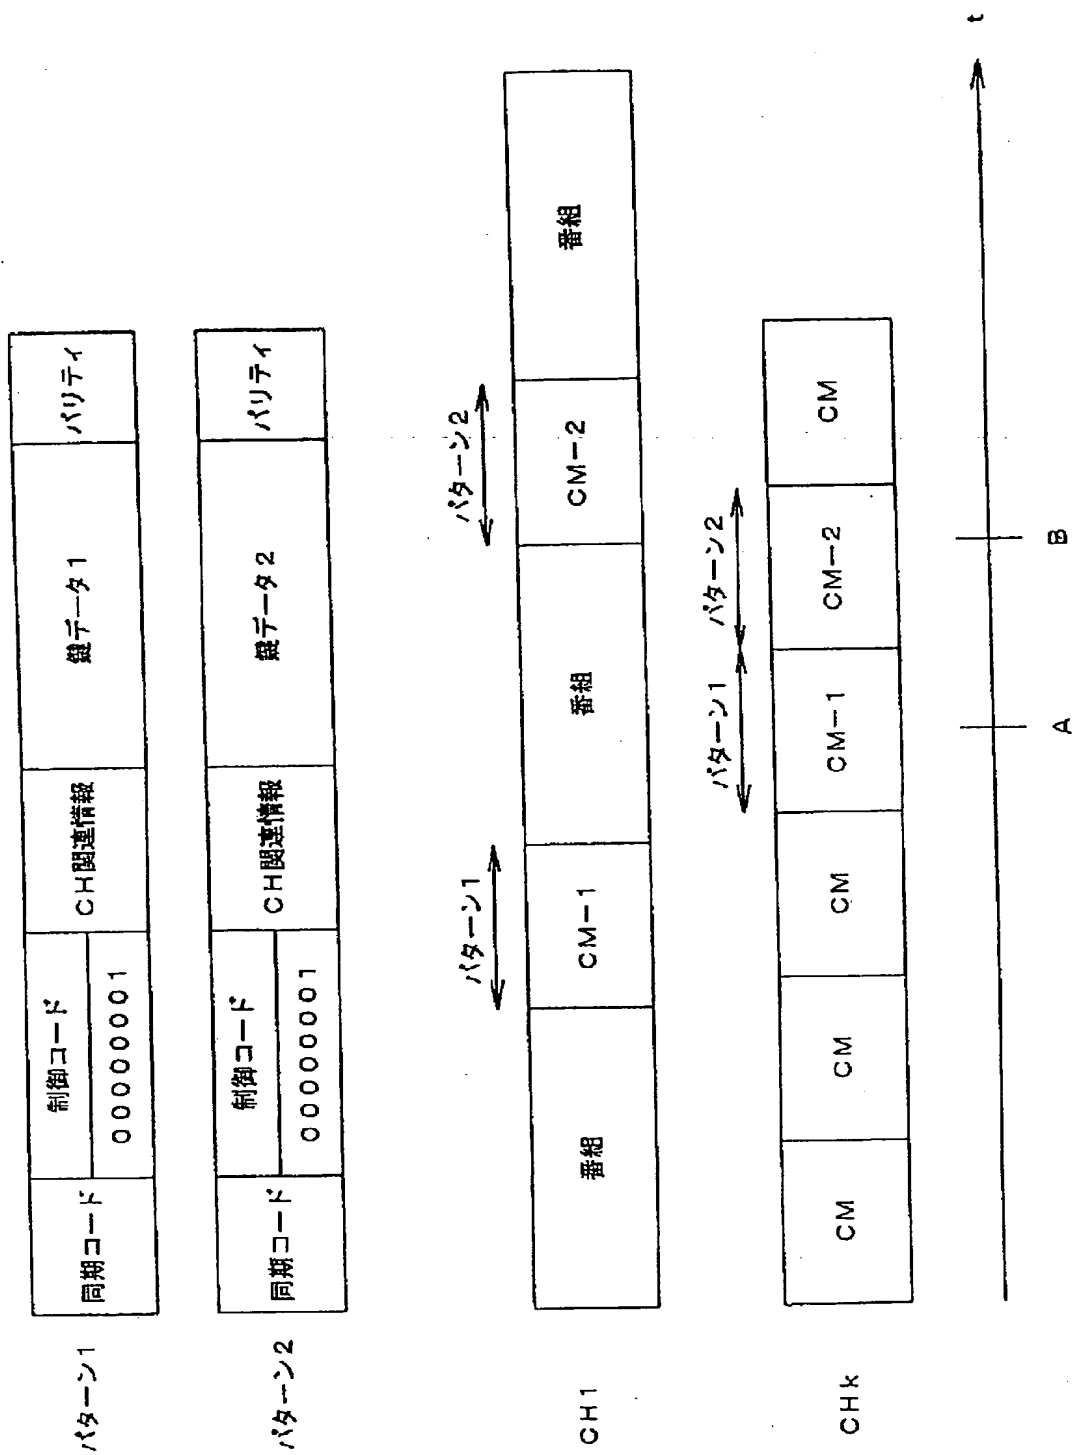 パターン1
同期コード
制御コード
00000001
CH関連情報
鍵データ1
パリティ
パターン2
同期コード
制御コード
00000001
CH関連情報
鍵データ2
パリティ
パターン1
パターン2
CH1
番組
CM-1
番組
CM-2
番組
パターン1
パターン2
CHk
CM
CM
CM
CM-1
CM-2
CM
A
B
t